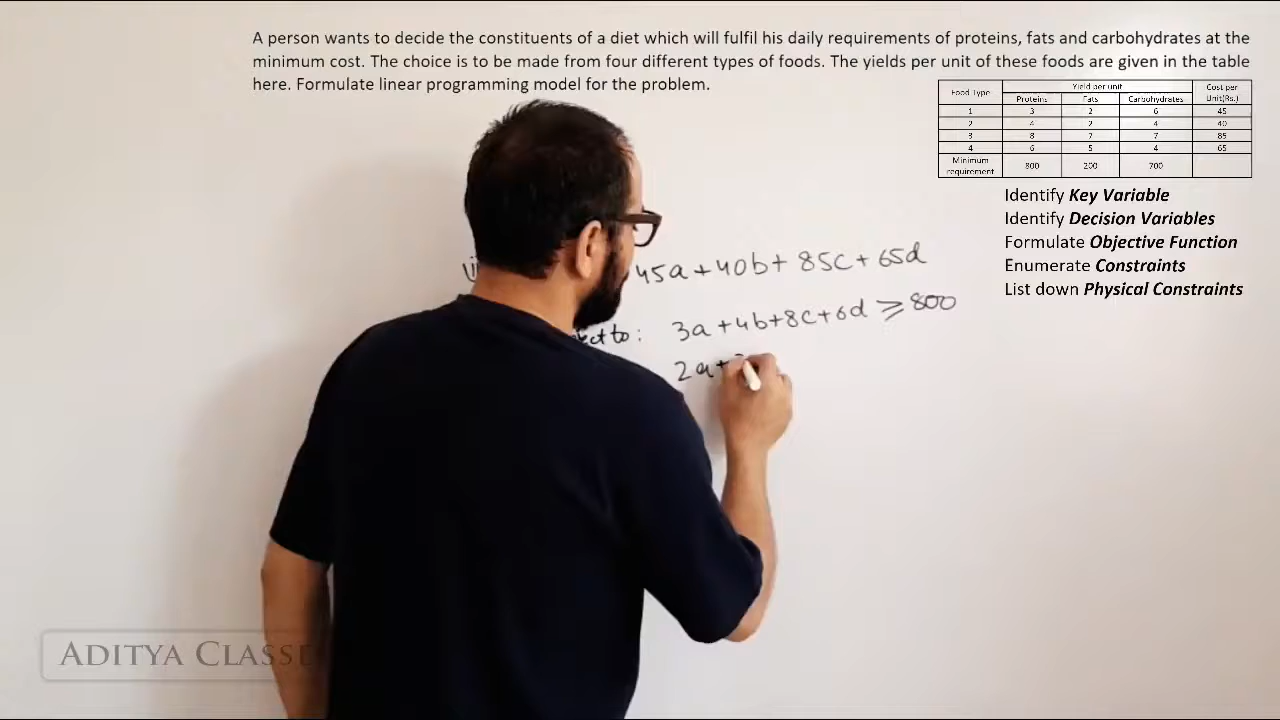 A person wants to decide the constituents of a diet which will fulfil his daily requirements of proteins, fats and carbohydrates at the
minimum cost. The choice is to be made from four different types of foods. The yields per unit of these foods are given in the table
here. Formulate linear programming model for the problem.
Food Type Yield per unit Cost per Unit(Rs.)
Proteins Fats Carbohydrates
1 3 2 6 45
2 4 2 4 40
3 8 7 7 85
4 6 5 4 65
Minimum requirement 800 200 700
Identify Key Variable
Identify Decision Variables
Formulate Objective Function
Enumerate Constraints
List down Physical Constraints
45a+40b+85c+65d
to: 3a+4b+8c+6d ≥800
2a+
ADITYA CLASSE